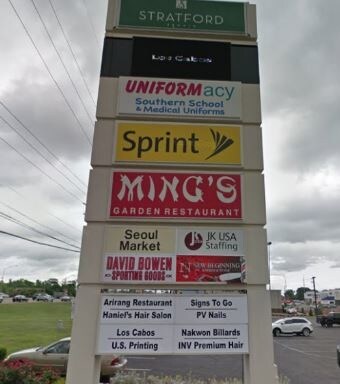 STRATFORD
Los Cabos
UNIFORMacy
Southern School
& Medical Uniforms
Sprint
MING'S
GARDEN RESTAURANT
Seoul
Market
JK USA
Staffing
DAVID BOWEN
SPORTING GOODS
NEW BEGINNING
Arirang Restaurant
Haniel's Hair Salon
Signs To Go
PV Nails
Los Cabos
U.S. Printing
Nakwon Billards
INV Premium Hair